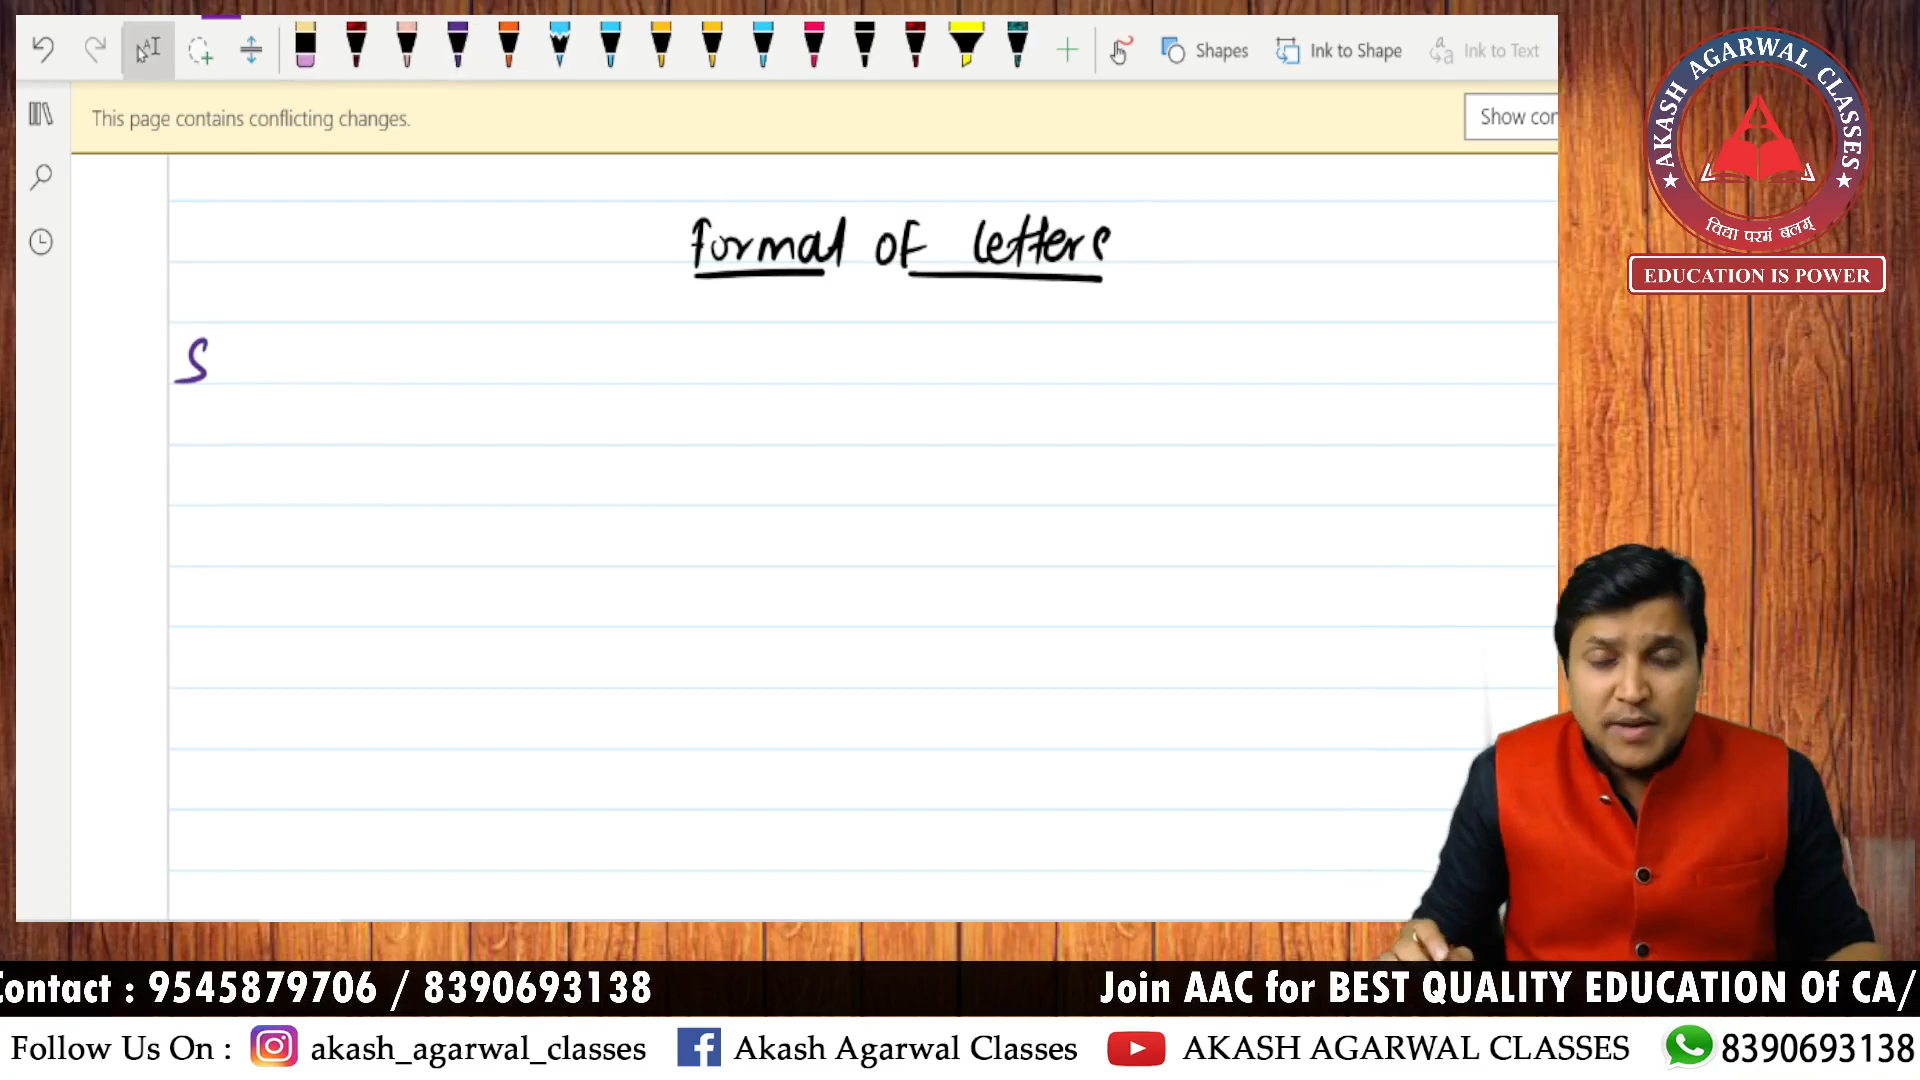 Shapes
Ink to Shape
Ink to Text
This page contains conflicting changes.
Show con
Formal of letters
S
AKASH AGARWAL CLASSES
विद्या परमं बलम्
EDUCATION IS POWER
Contact : 9545879706 / 8390693138
Join AAC for BEST QUALITY EDUCATION Of CA/
Follow Us On :
akash_agarwal_classes
Akash Agarwal Classes
AKASH AGARWAL CLASSES
8390693138